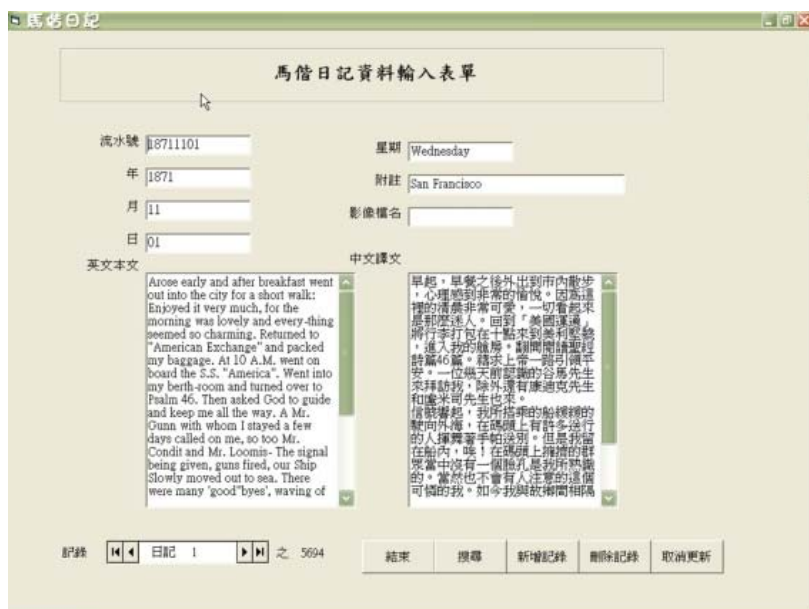 馬偕日記
馬偕日記資料輸入表單
流水號 18711101
星期 Wednesday
年 1871
附註 San Francisco
月 11
影像檔名
日 01
英文本文
中文譯文
Arose early and after breakfast went
out into the city for a short walk:
Enjoyed it very much, for the
morning was lovely and every-thing
seemed so charming. Returned to
"American Exchange" and packed
my baggage. At 10 A.M. went on
board the S.S. "America". Went into
my berth-room and turned over to
Psalm 46. Then asked God to guide
and keep me all the way. A Mr.
Gunn with whom I stayed a few
days called on me, so too Mr.
Condit and Mr. Loomis- The signal
being given, guns fired, our Ship
Slowly moved out to sea. There
were many 'good"byes', waving of
早起,早餐之後外出到市內散步
,心理感到非常的愉悅。因為這
裡的清晨非常可愛,一切看起來
是那麼迷人。回到「美國運通」
將行李打包在十點來到美利堅號
,進入我的艙房。翻開閱讀聖經
詩篇46篇。藉求上帝一路引領平
安。一位幾天前認識的谷馬先生
來拜訪我,除外還有康迪克先生
和盧米司先生也來。
信號響起,我所搭乘的船緩緩的
駛向外海,在碼頭上有許多送行
的人揮舞著手帕送別。但是我留
在船內,唉!在碼頭上擁擠的群
眾當中沒有一個臉孔是我所熟識
的。當然也不會有人注意的這個
可憐的我。如今我與故鄉間相隔
記錄 日記 1 之 5694
結束 搜尋 新增記錄 刪除記錄 取消更新